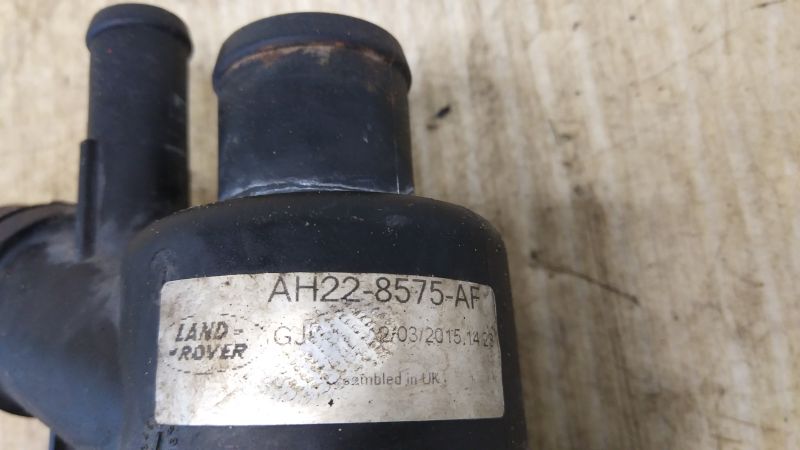 AH22-8575-AF
LAND-
-ROVER
2/03/2015.14:2
sembled in UK